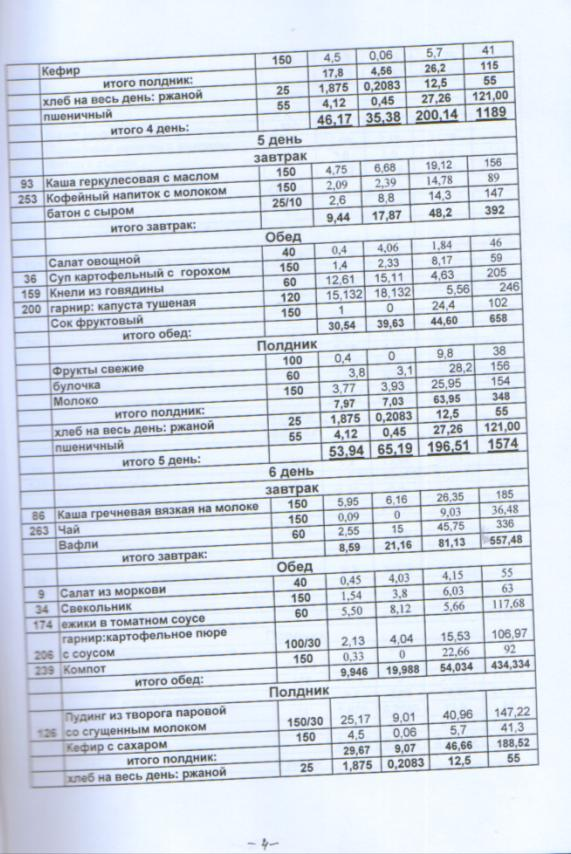 Кефир 150 4,5 0,06 5,7 41
итого полдник: 17,8 4,56 26,2 115
хлеб на весь день: ржаной 25 1,875 0,2083 12,5 55
пшеничный 55 4,12 0,45 27,26 121,00
итого 4 день: 46,17 35,38 200,14 1189
5 день
завтрак
93 Каша геркулесовая с маслом 150 4,75 6,68 19,12 156
253 Кофейный напиток с молоком 150 2,09 2,39 14,78 89
батон с сыром 25/10 2,6 8,8 14,3 147
итого завтрак: 9,44 17,87 48,2 392
Обед
Салат овощной 40 0,4 4,06 1,84 46
36 Суп картофельный с горохом 150 1,4 2,33 8,17 59
159 Кнели из говядины 60 12,61 15,11 4,63 205
200 гарнир: капуста тушеная 120 15,132 18,132 5,56 246
Сок фруктовый 150 1 0 24,4 102
итого обед: 30,54 39,63 44,60 658
Полдник
Фрукты свежие 100 0,4 0 9,8 38
булочка 60 3,8 3,1 28,2 156
Молоко 150 3,77 3,93 25,95 154
итого полдник: 7,97 7,03 63,95 348
хлеб на весь день: ржаной 25 1,875 0,2083 12,5 55
пшеничный 55 4,12 0,45 27,26 121,00
итого 5 день: 53,94 65,19 196,51 1574
6 день
завтрак
86 Каша гречневая вязкая на молоке 150 5,95 6,16 26,35 185
263 Чай 150 0,09 0 9,03 36,48
Вафли 60 2,55 15 45,75 336
итого завтрак: 8,59 21,16 81,13 557,48
Обед
9 Салат из моркови 40 0,45 4,03 4,15 55
34 Свекольник 150 1,54 3,8 6,03 63
174 ежики в томатном соусе 60 5,50 8,12 5,66 117,68
гарнир:картофельное пюре
206 с соусом 100/30 2,13 4,04 15,53 106,97
239 Компот 150 0,33 0 22,66 92
итого обед: 9,946 19,988 54,034 434,334
Полдник
Пудинг из творога паровой
126 со сгущенным молоком 150/30 25,17 9,01 40,96 147,22
Кефир с сахаром 150 4,5 0,06 5,7 41,3
итого полдник: 29,67 9,07 46,66 188,52
хлеб на весь день: ржаной 25 1,875 0,2083 12,5 55
- 4 -